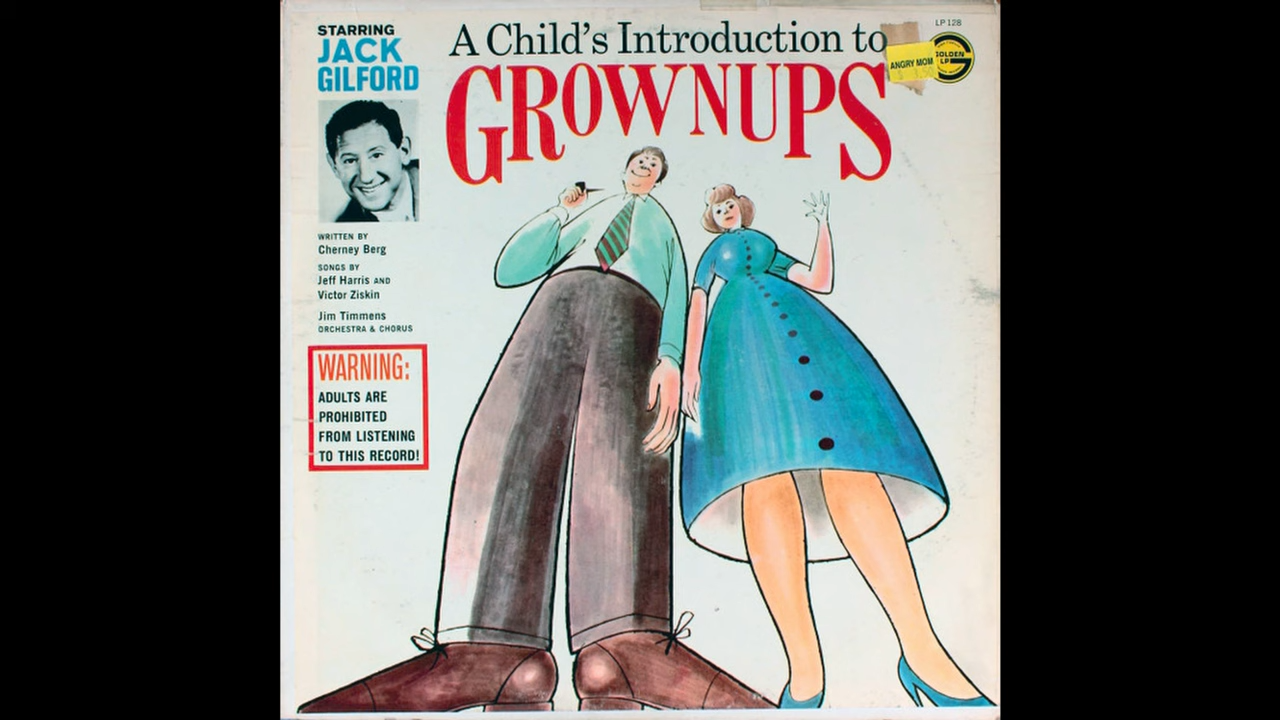 STARRING
JACK
GILFORD
A Child's Introduction to
GROWNUPS
LP 128
GOLDEN
LP
ANGRY MOM
WRITTEN BY
Cherney Berg
SONGS BY
Jeff Harris AND
Victor Ziskin
Jim Timmens
ORCHESTRA & CHORUS
WARNING:
ADULTS ARE
PROHIBITED
FROM LISTENING
TO THIS RECORD!